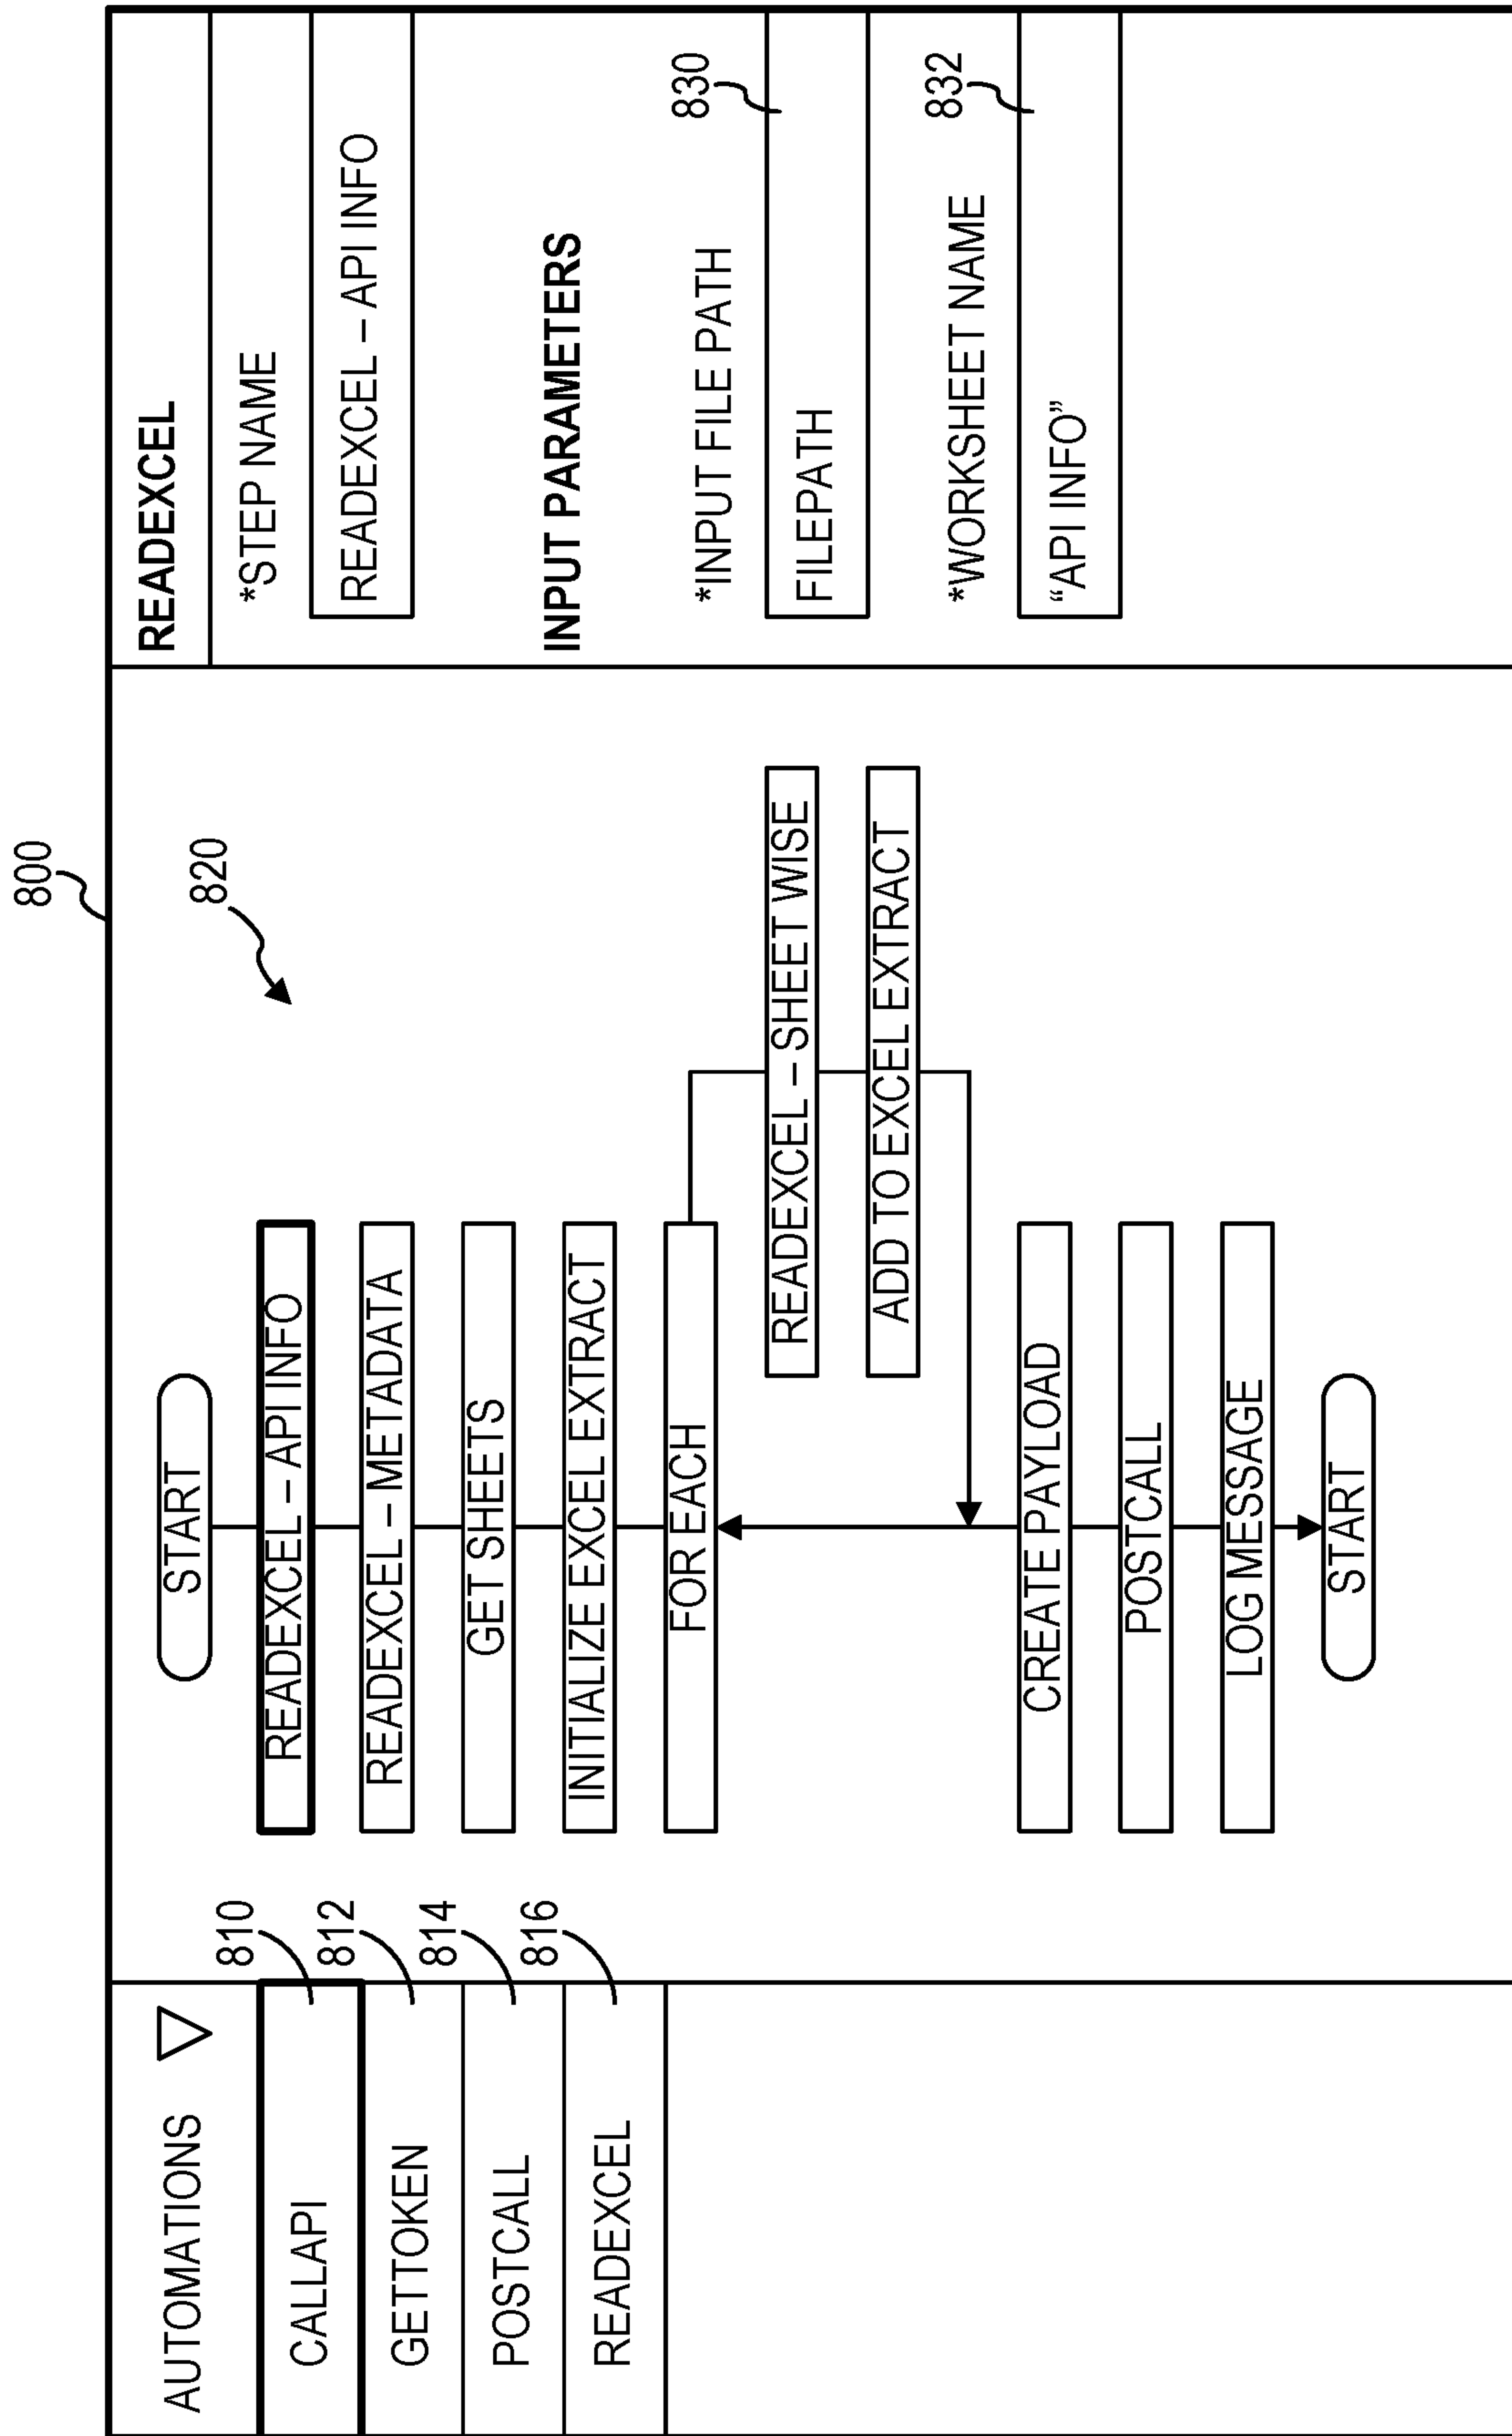 800
AUTOMATIONS
CALLAPI
810
GETTOKEN
812
POSTCALL
814
READEXCEL
816
820
START
READEXCEL – API INFO
READEXCEL – METADATA
GET SHEETS
INITIALIZE EXCEL EXTRACT
FOR EACH
READEXCEL – SHEET WISE
ADD TO EXCEL EXTRACT
CREATE PAYLOAD
POSTCALL
LOG MESSAGE
START
READEXCEL
*STEP NAME
READEXCEL – API INFO
INPUT PARAMETERS
*INPUT FILE PATH
830
FILEPATH
*WORKSHEET NAME
832
“API INFO”